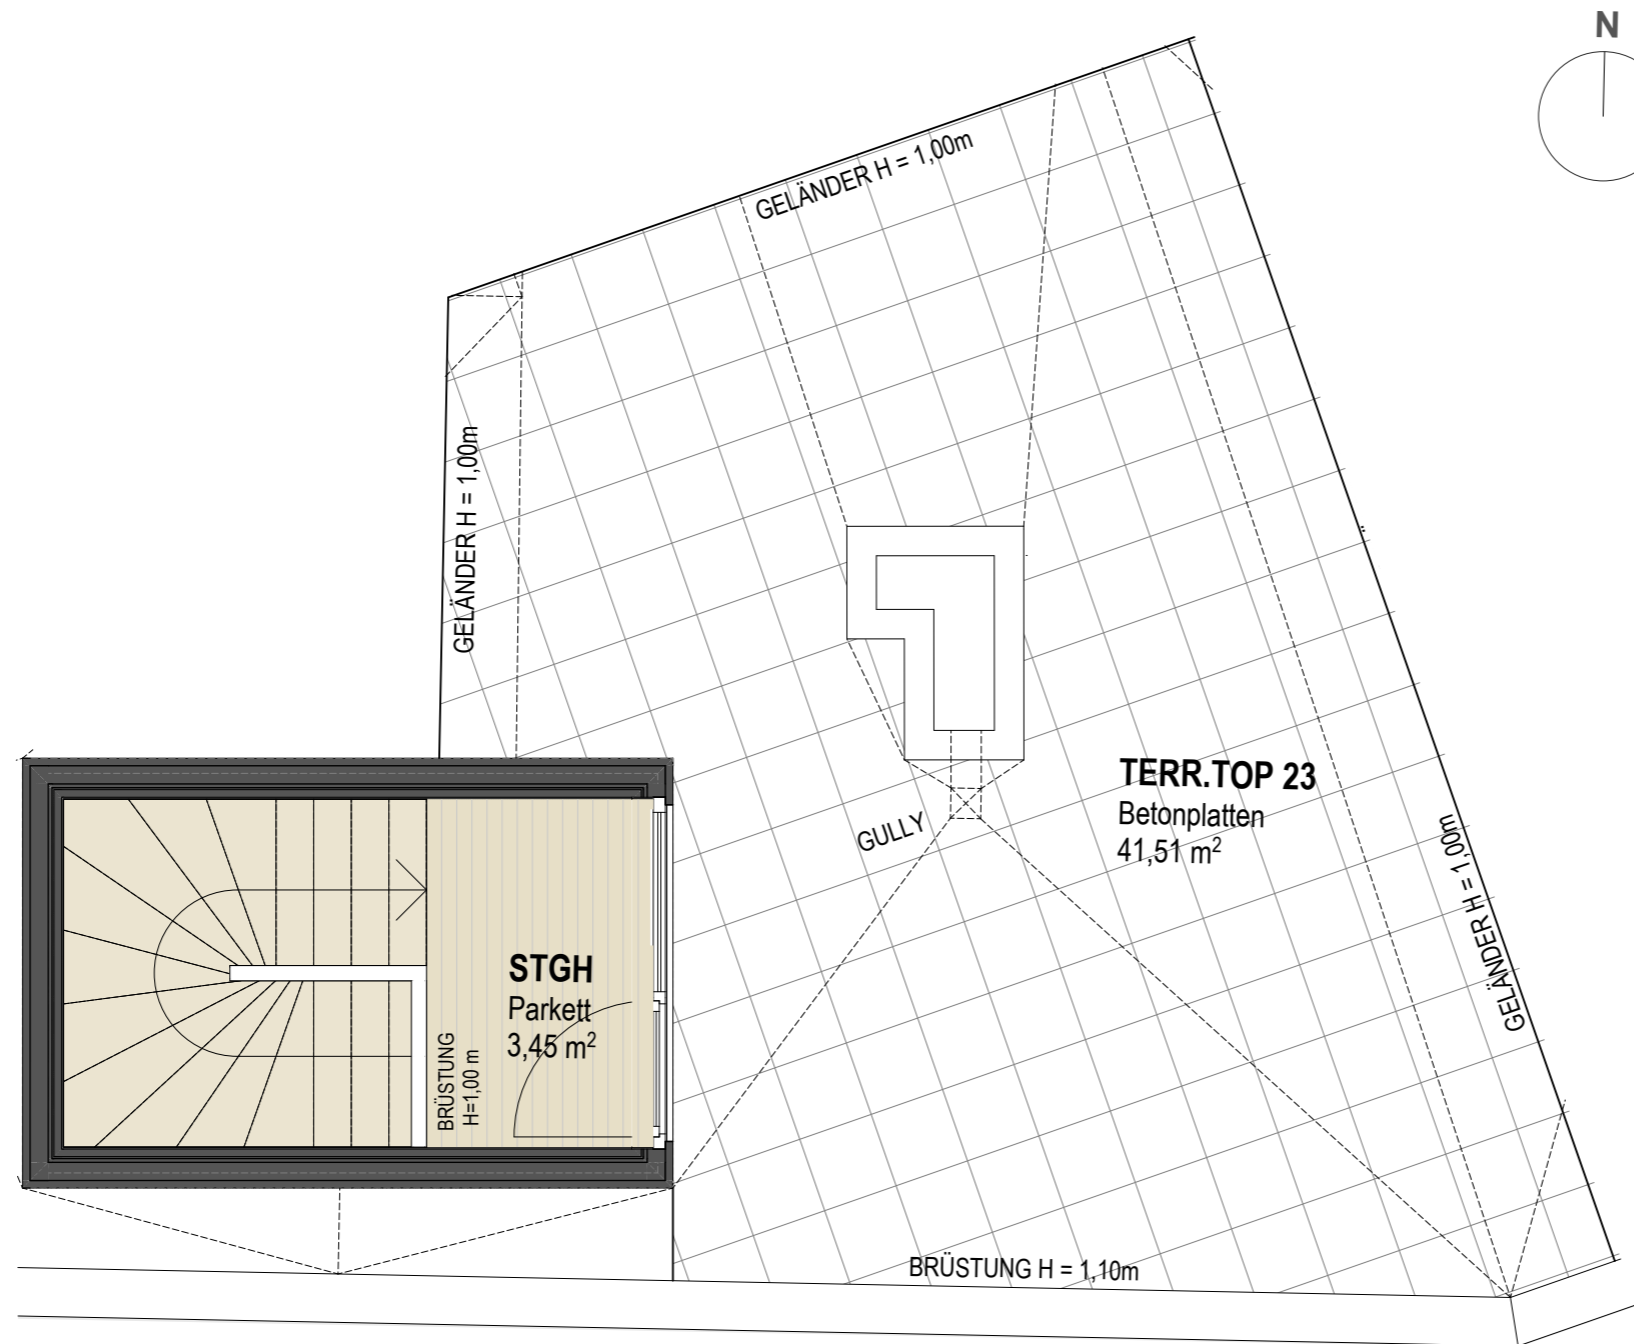 N
GELÄNDER H = 1,00m
GELÄNDER H = 1,00m
TERR.TOP 23
Betonplatten
41,51 m²
GULLY
GELÄNDER H = 1,00m
STGH
Parkett
3,45 m²
BRÜSTUNG
H=1,00 m
BRÜSTUNG H = 1,10m